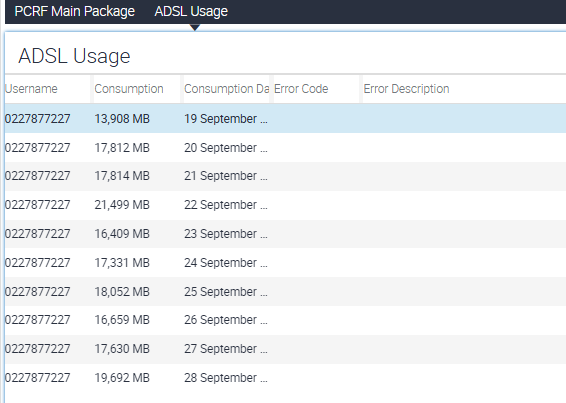 PCRF Main Package ADSL Usage
ADSL Usage
Username Consumption Consumption Da Error Code Error Description
0227877227 13,908 MB 19 September ...
0227877227 17,812 MB 20 September ...
0227877227 17,814 MB 21 September ...
0227877227 21,499 MB 22 September ...
0227877227 16,409 MB 23 September ...
0227877227 17,331 MB 24 September ...
0227877227 18,052 MB 25 September ...
0227877227 16,659 MB 26 September ...
0227877227 17,630 MB 27 September ...
0227877227 19,692 MB 28 September ...